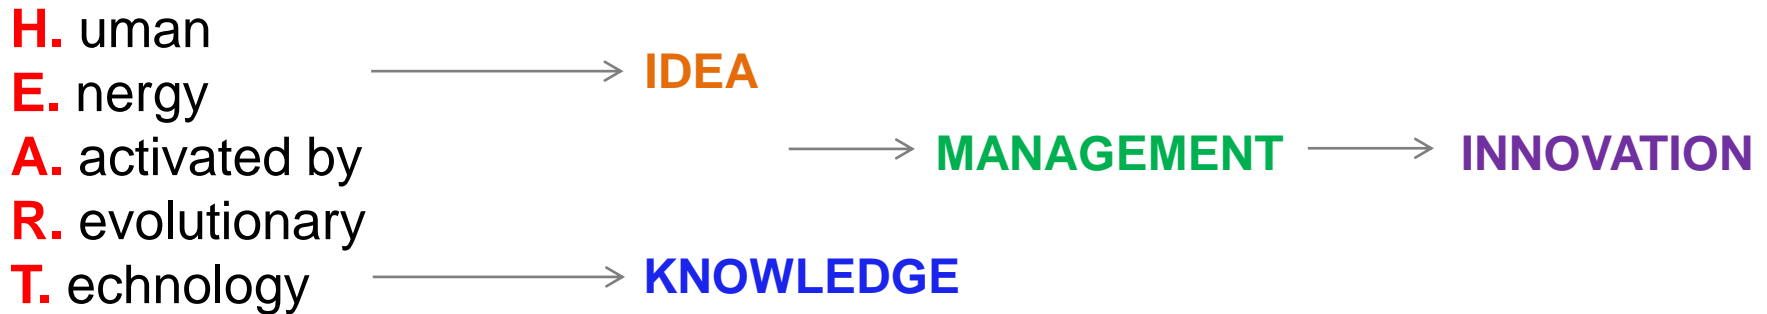 H. uman
E. nergy
A. activated by
R. evolutionary
T. echnology
IDEA
KNOWLEDGE
MANAGEMENT
INNOVATION